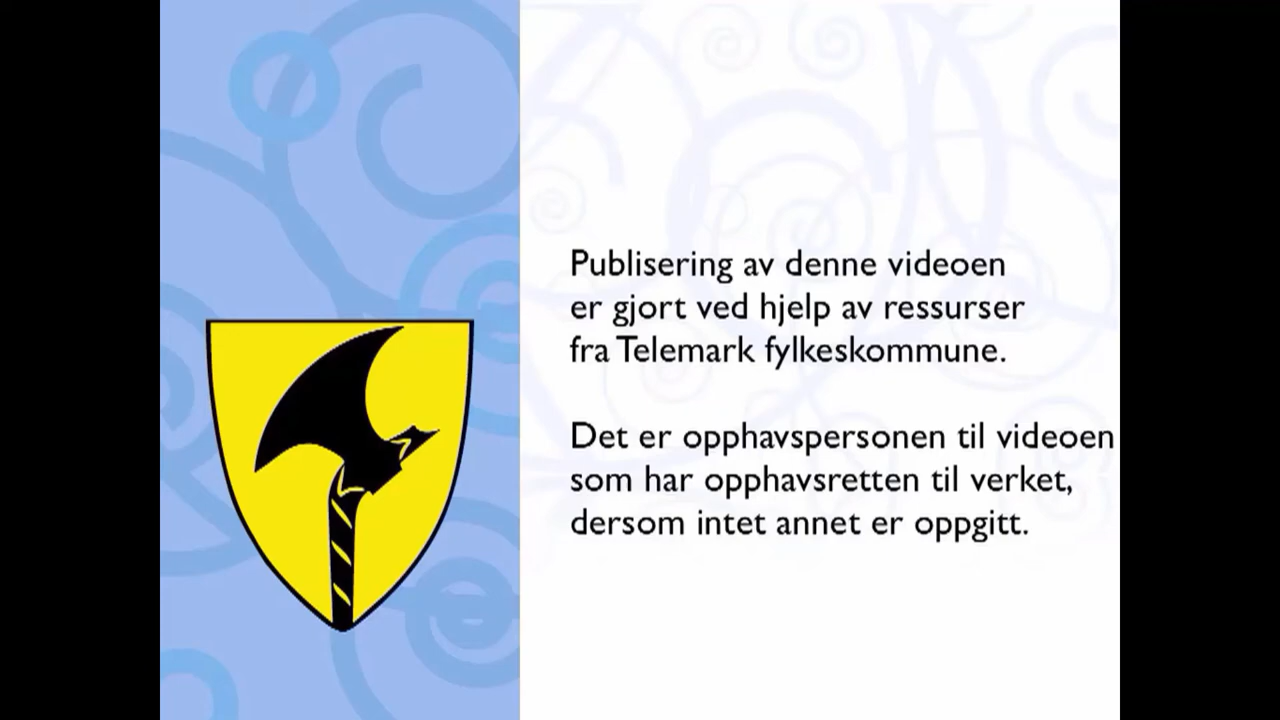 Publisering av denne videoen
er gjort ved hjelp av ressurser
fra Telemark fylkeskommune.
Det er opphavspersonen til videoen
som har opphavsretten til verket,
dersom intet annet er oppgitt.